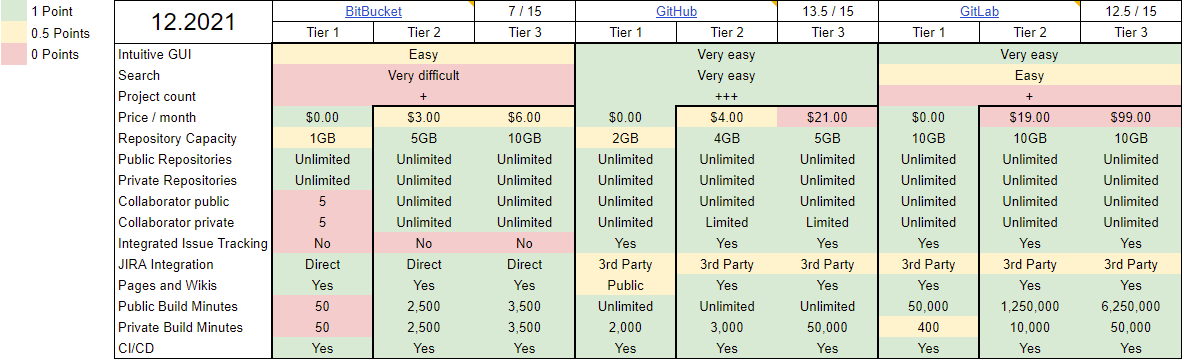 1 Point
0.5 Points
0 Points
12.2021 BitBucket 7 / 15 GitHub 13.5 / 15 GitLab 12.5 / 15
Tier 1 Tier 2 Tier 3 Tier 1 Tier 2 Tier 3 Tier 1 Tier 2 Tier 3
Intuitive GUI Easy Very easy Very easy
Search Very difficult Very easy Easy
Project count + +++ +
Price / month $0.00 $3.00 $6.00 $0.00 $4.00 $21.00 $0.00 $19.00 $99.00
Repository Capacity 1GB 5GB 10GB 2GB 4GB 5GB 10GB 10GB 10GB
Public Repositories Unlimited Unlimited Unlimited Unlimited Unlimited Unlimited Unlimited Unlimited Unlimited
Private Repositories Unlimited Unlimited Unlimited Unlimited Unlimited Unlimited Unlimited Unlimited Unlimited
Collaborator public 5 Unlimited Unlimited Unlimited Unlimited Unlimited Unlimited Unlimited Unlimited
Collaborator private 5 Unlimited Unlimited Unlimited Limited Limited Unlimited Unlimited Unlimited
Integrated Issue Tracking No No No Yes Yes Yes Yes Yes Yes
JIRA Integration Direct Direct Direct 3rd Party 3rd Party 3rd Party 3rd Party 3rd Party 3rd Party
Pages and Wikis Yes Yes Yes Public Yes Yes Yes Yes Yes
Public Build Minutes 50 2,500 3,500 Unlimited Unlimited Unlimited 50,000 1,250,000 6,250,000
Private Build Minutes 50 2,500 3,500 2,000 3,000 50,000 400 10,000 50,000
CI/CD Yes Yes Yes Yes Yes Yes Yes Yes Yes